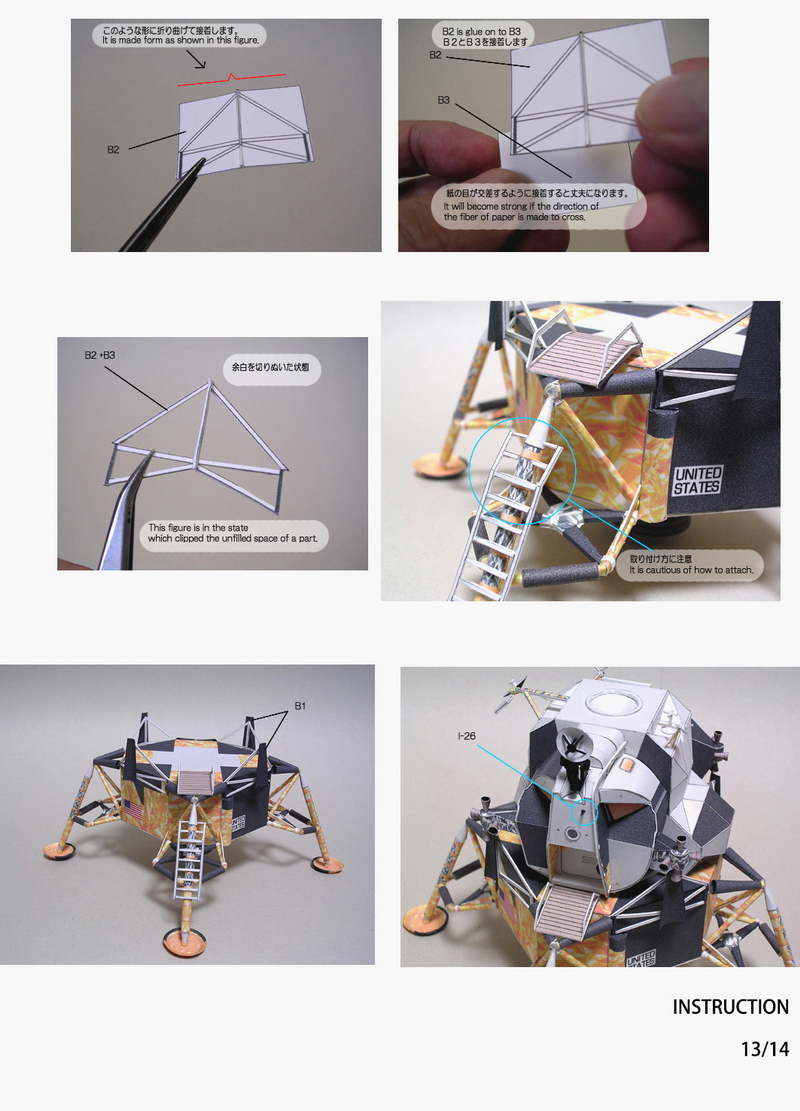 このような形に折り曲げて接着します。
It is made form as shown in this figure.
B2
B2 is glue on to B3
B2とB3を接着します
B2
B3
紙の目が交差するように接着すると丈夫になります。
It will become strong if the direction of
the fiber of paper is made to cross.
B2+B3
余白を切りぬいた状態
This figure is in the state
which clipped the unfilled space of a part.
UNITED
STATES
取り付け方に注意
It is cautious of how to attach.
B1
UNITED
STATES
I-26
UNITED
STATES
INSTRUCTION
13/14